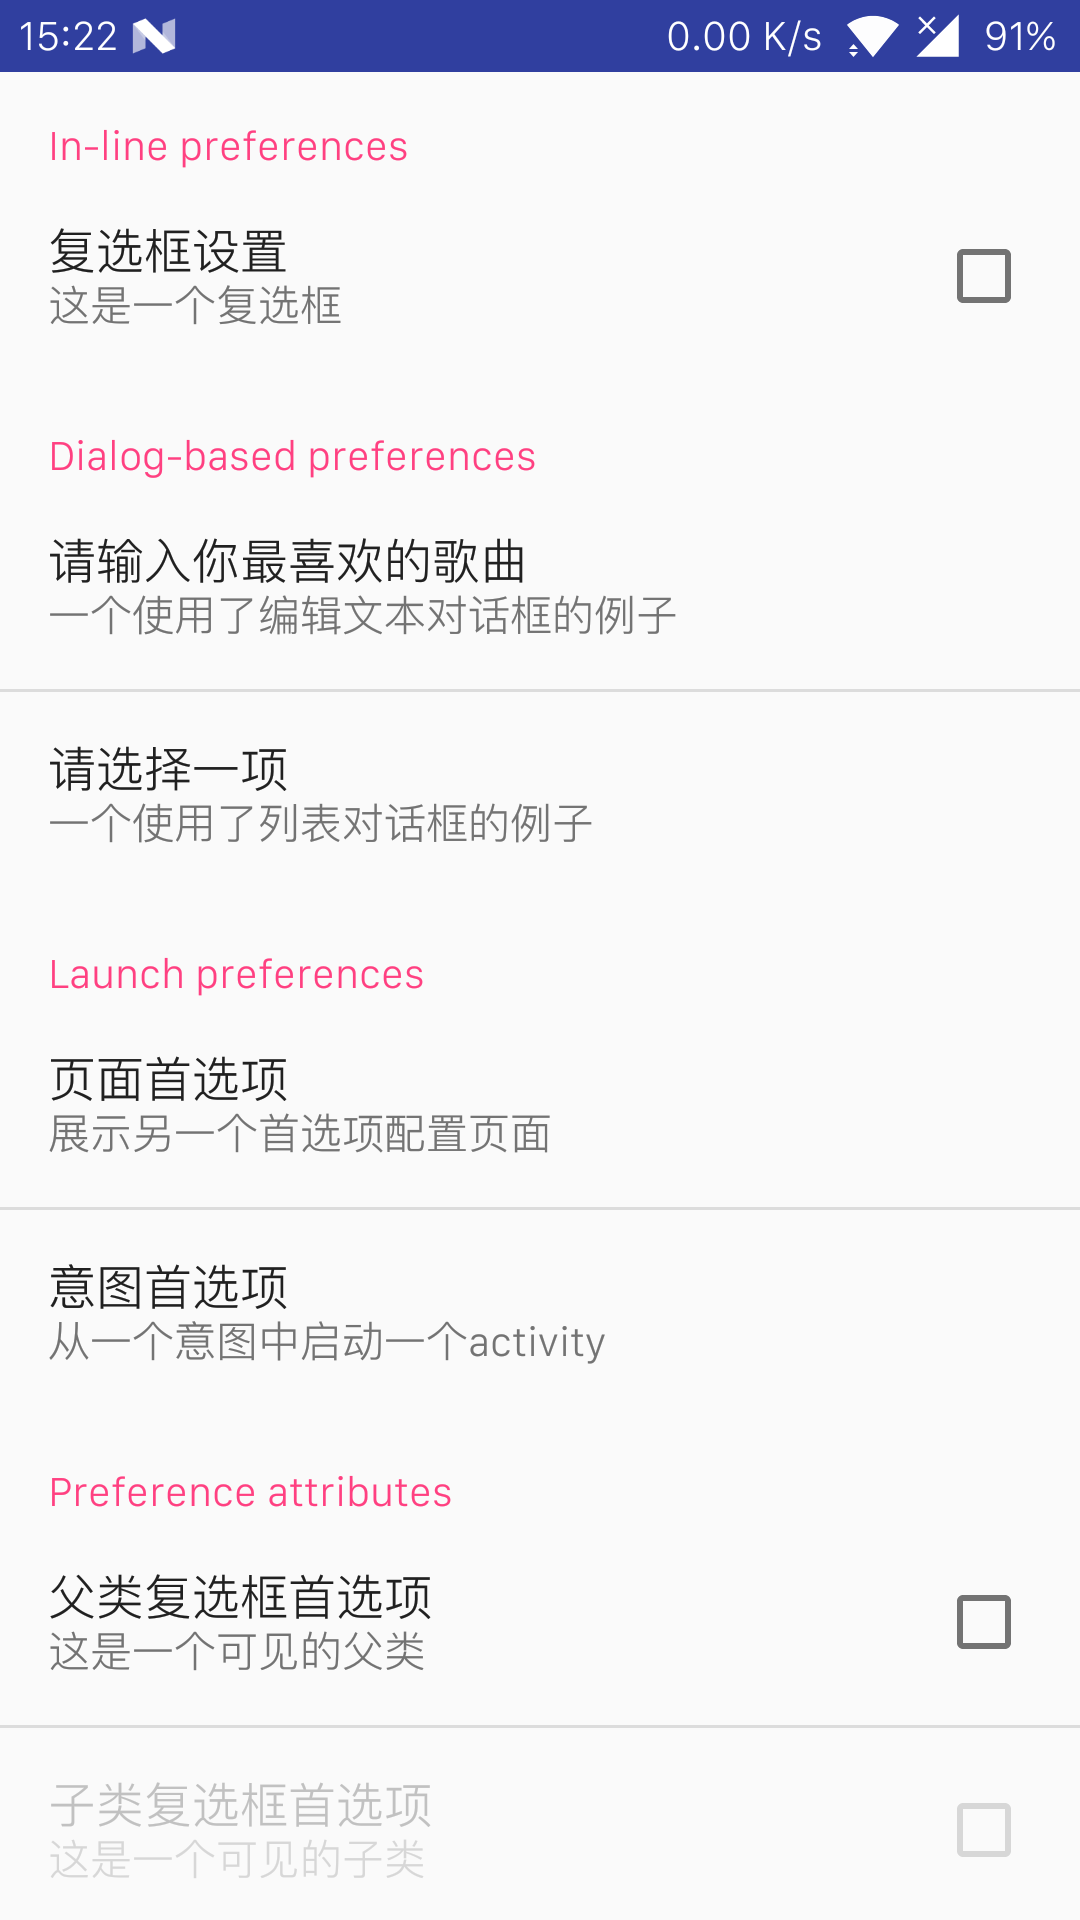 15:22 0.00 K/s 91%
In-line preferences
复选框设置
这是一个复选框
Dialog-based preferences
请输入你最喜欢的歌曲
一个使用了编辑文本对话框的例子
请选择一项
一个使用了列表对话框的例子
Launch preferences
页面首选项
展示另一个首选项配置页面
意图首选项
从一个意图中启动一个activity
Preference attributes
父类复选框首选项
这是一个可见的父类
子类复选框首选项
这是一个可见的子类